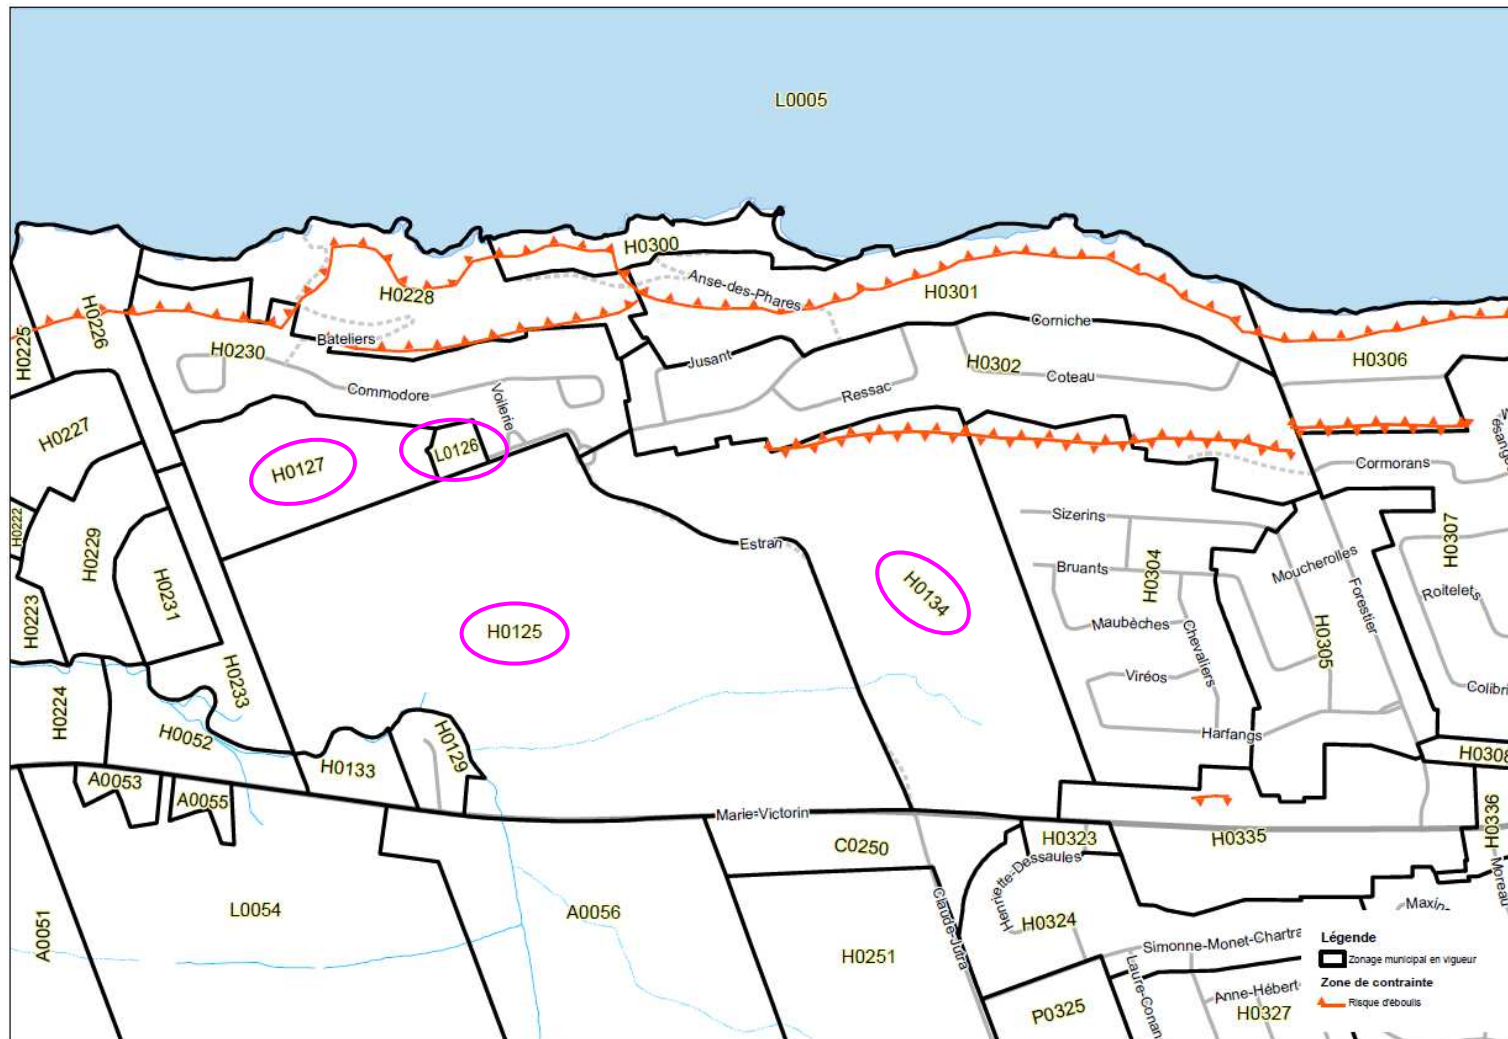 L0005
H0300
Anse-des-Phares
H0228
H0301
H0226
H0225
Bateliers
Corniche
H0230
Jusant
H0302
Coteau
H0306
Commodore
Voilerie
Ressac
H0227
L0126
H0127
Cormorans
H0222
H0229
Sizerins
H0307
Estran
H0304
Moucherolles
Bruants
H0231
H0134
Forestier
Roitelets
H0223
H0125
Maubèches
Chevaliers
H0305
H0233
Viréos
Colibri
H0224
H0052
H0129
Harfangs
H0308
H0133
A0053
A0055
Marie-Victorin
H0336
C0250
H0323
H0335
Henriette-Dessaules
Moreau
L0054
A0056
Claude-Jutra
H0324
A0051
H0251
Simonne-Monet-Chartra
Laure-Conan
Anne-Hébert
P0325
H0327
Légende
Zonage municipal en vigueur
Zone de contrainte
Risque d'éboulis